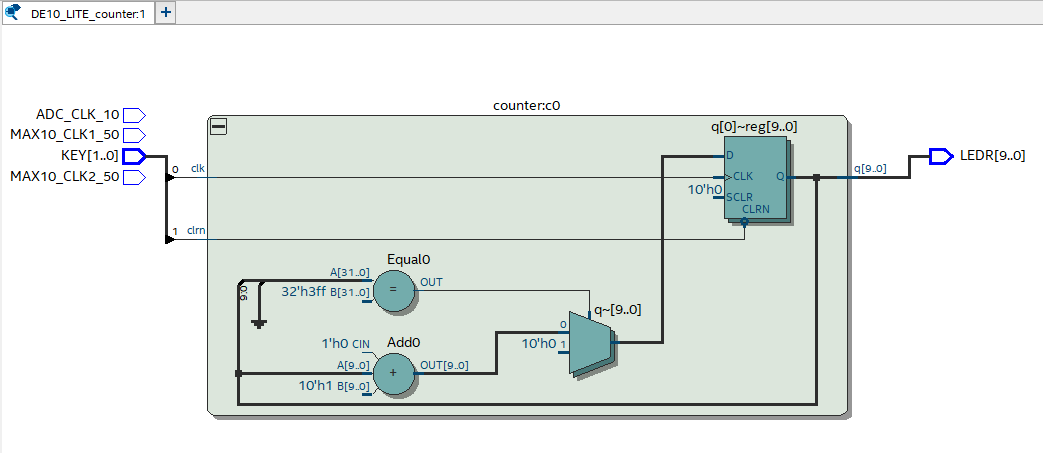 DE10_LITE_counter:1
+
counter:c0
ADC_CLK_10
MAX10_CLK1_50
KEY[1..0]
MAX10_CLK2_50
0 clk
1 clrn
q[0]~reg[9..0]
D
CLK
Q
10'h0
SCLR
CLRN
q[9..0]
LEDR[9..0]
Equal0
A[31..0]
OUT
=
32'h3ff B[31..0]
9:0
q~[9..0]
0
10'h0 1
Add0
1'h0 CIN
A[9..0]
OUT[9..0]
+
10'h1 B[9..0]